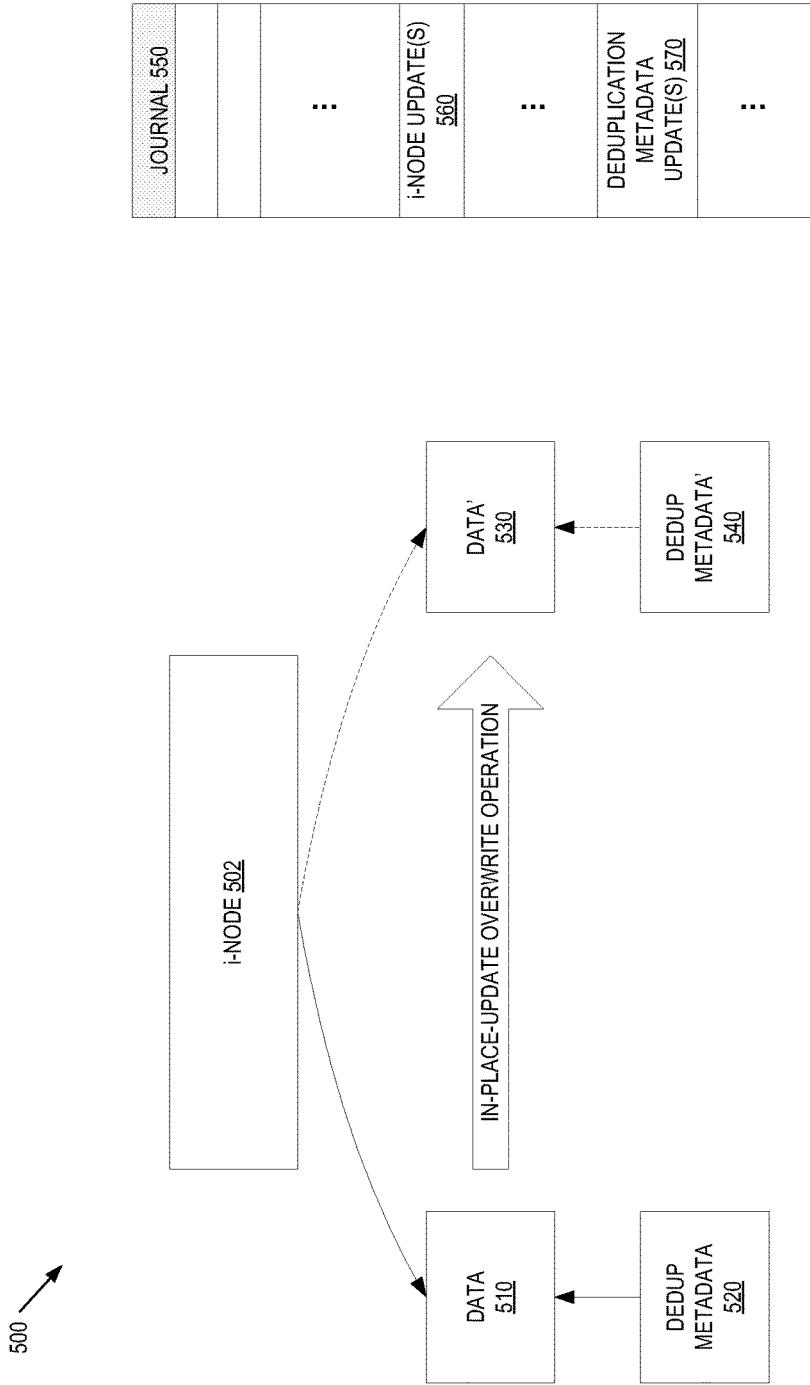 500
i-NODE 502
DATA
510
IN-PLACE-UPDATE OVERWRITE OPERATION
DATA'
530
DEDUP
METADATA
520
DEDUP
METADATA'
540
JOURNAL 550
...
i-NODE UPDATE(S)
560
...
DEDUPLICATION
METADATA
UPDATE(S) 570
...